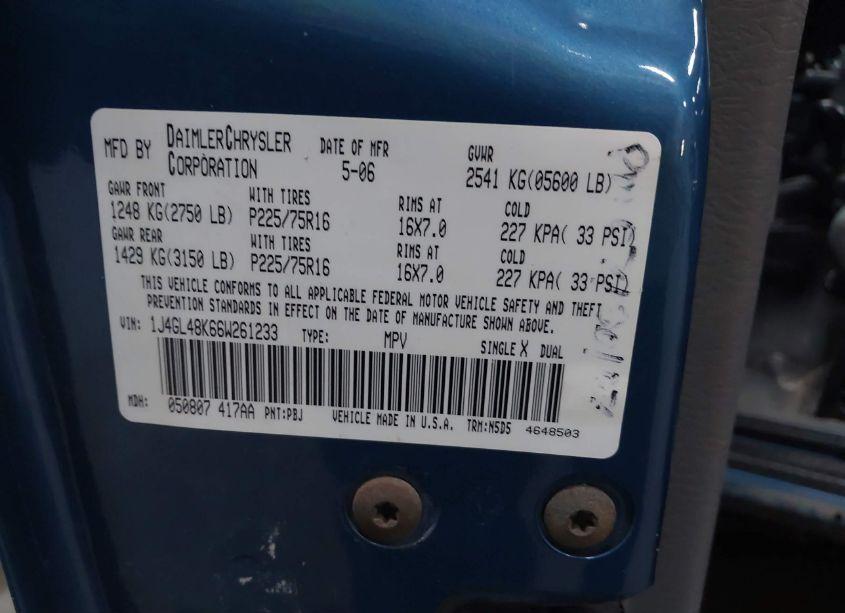 MFD BY DAIMLERCHRYSLER CORPORATION DATE OF MFR 5-06 GVWR 2541 KG(05600 LB)
GAWR FRONT WITH TIRES RIMS AT COLD
1248 KG(2750 LB) P225/75R16 16X7.0 227 KPA( 33 PSI)
GAWR REAR WITH TIRES RIMS AT COLD
1429 KG(3150 LB) P225/75R16 16X7.0 227 KPA( 33 PSI)
THIS VEHICLE CONFORMS TO ALL APPLICABLE FEDERAL MOTOR VEHICLE SAFETY AND THEFT
PREVENTION STANDARDS IN EFFECT ON THE DATE OF MANUFACTURE SHOWN ABOVE.
VIN: 1J4GL48K66W261233 TYPE: MPV SINGLE X DUAL
MDH: 050807 417AA PNT:PBJ VEHICLE MADE IN U.S.A. TRM:N5D5 4648503